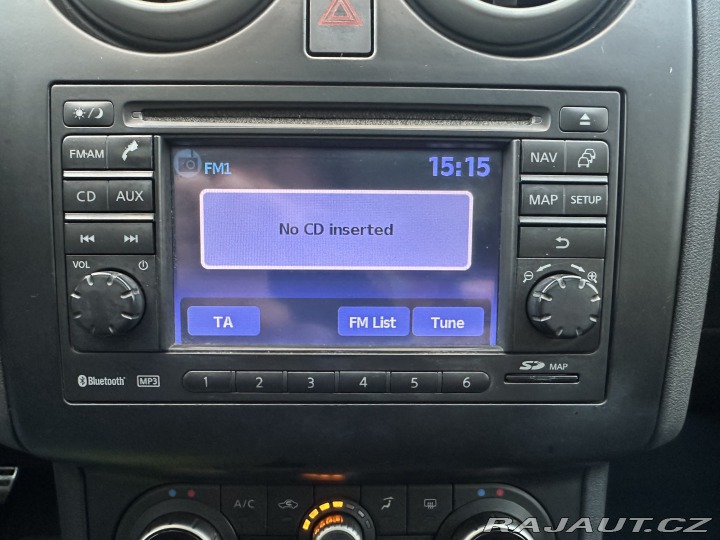 FM·AM
CD AUX
VOL
FM1
15:15
No CD inserted
TA FM List Tune
NAV
MAP SETUP
Bluetooth MP3
1 2 3 4 5 6
SD MAP
A/C
RAJAUT.CZ